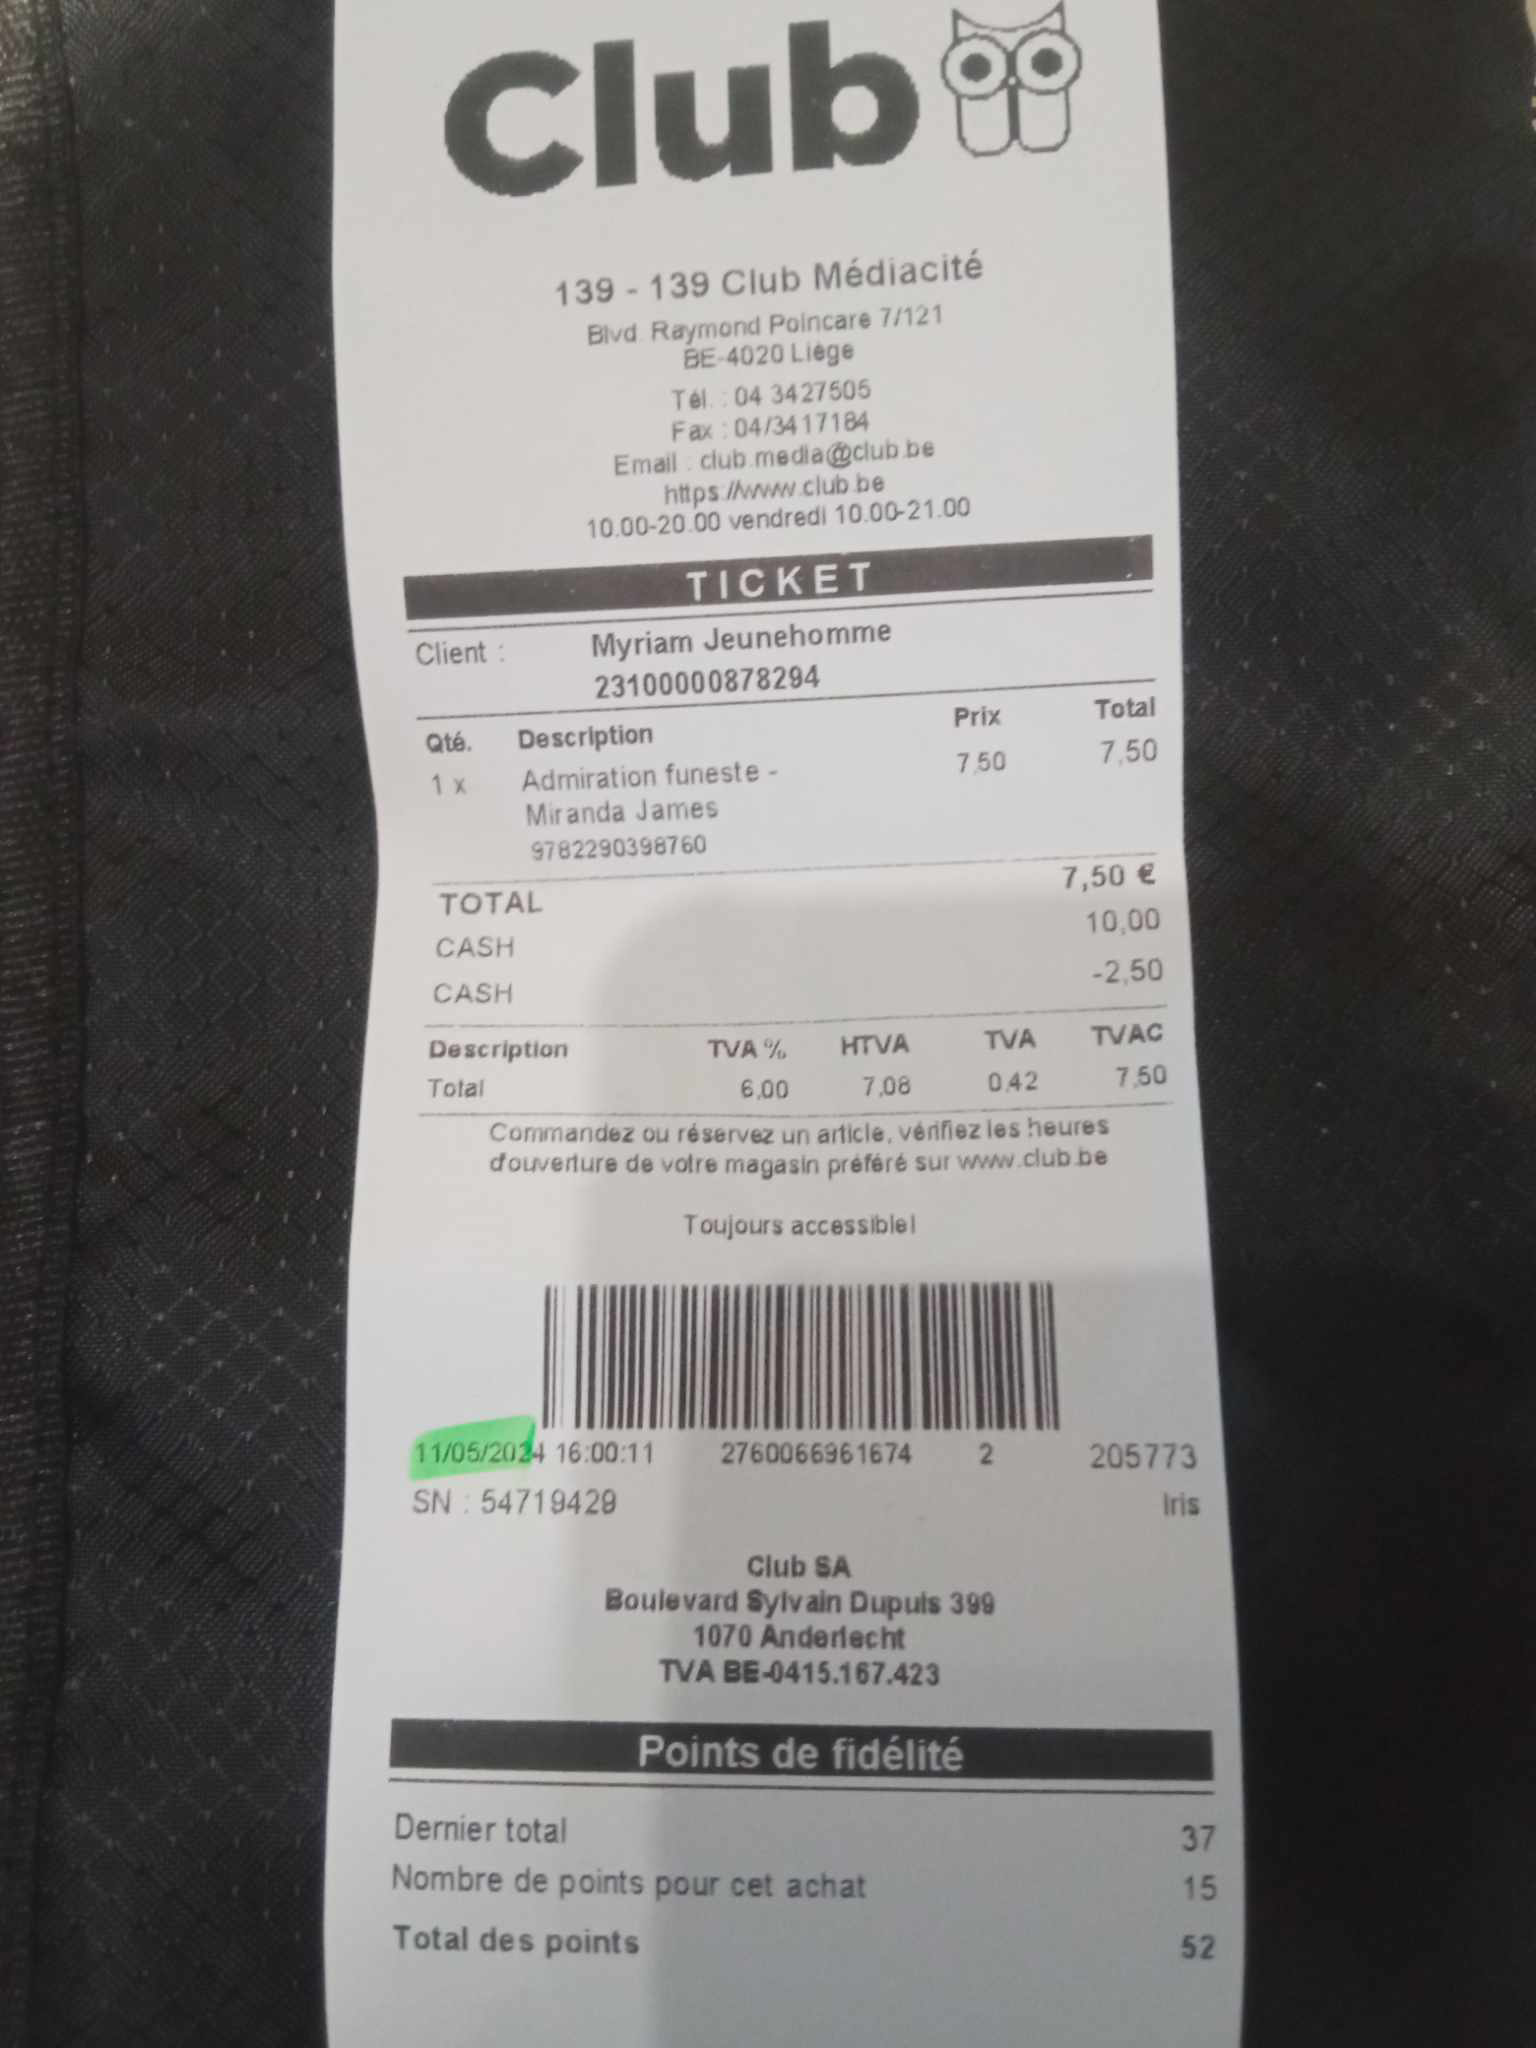 Club
139 - 139 Club Médiacité
Blvd. Raymond Poincare 7/121
BE-4020 Liège
Tél. : 04 3427505
Fax : 04/3417184
Email : club.media@club.be
https://www.club.be
10.00-20.00 vendredi 10.00-21.00
TICKET
Client : Myriam Jeunehomme
23100000878294
Qté. Description Prix Total
1 x Admiration funeste - 7,50 7,50
Miranda James
9782290398760
TOTAL 7,50 €
CASH 10,00
CASH -2,50
Description TVA % HTVA TVA TVAC
Total 6,00 7,08 0,42 7,50
Commandez ou réservez un article, vérifiez les heures
d'ouverture de votre magasin préféré sur www.club.be
Toujours accessible!
11/05/2024 16:00:11 2760066961674 2 205773
SN : 54719429 Iris
Club SA
Boulevard Sylvain Dupuis 399
1070 Anderlecht
TVA BE-0415.167.423
Points de fidélité
Dernier total 37
Nombre de points pour cet achat 15
Total des points 52